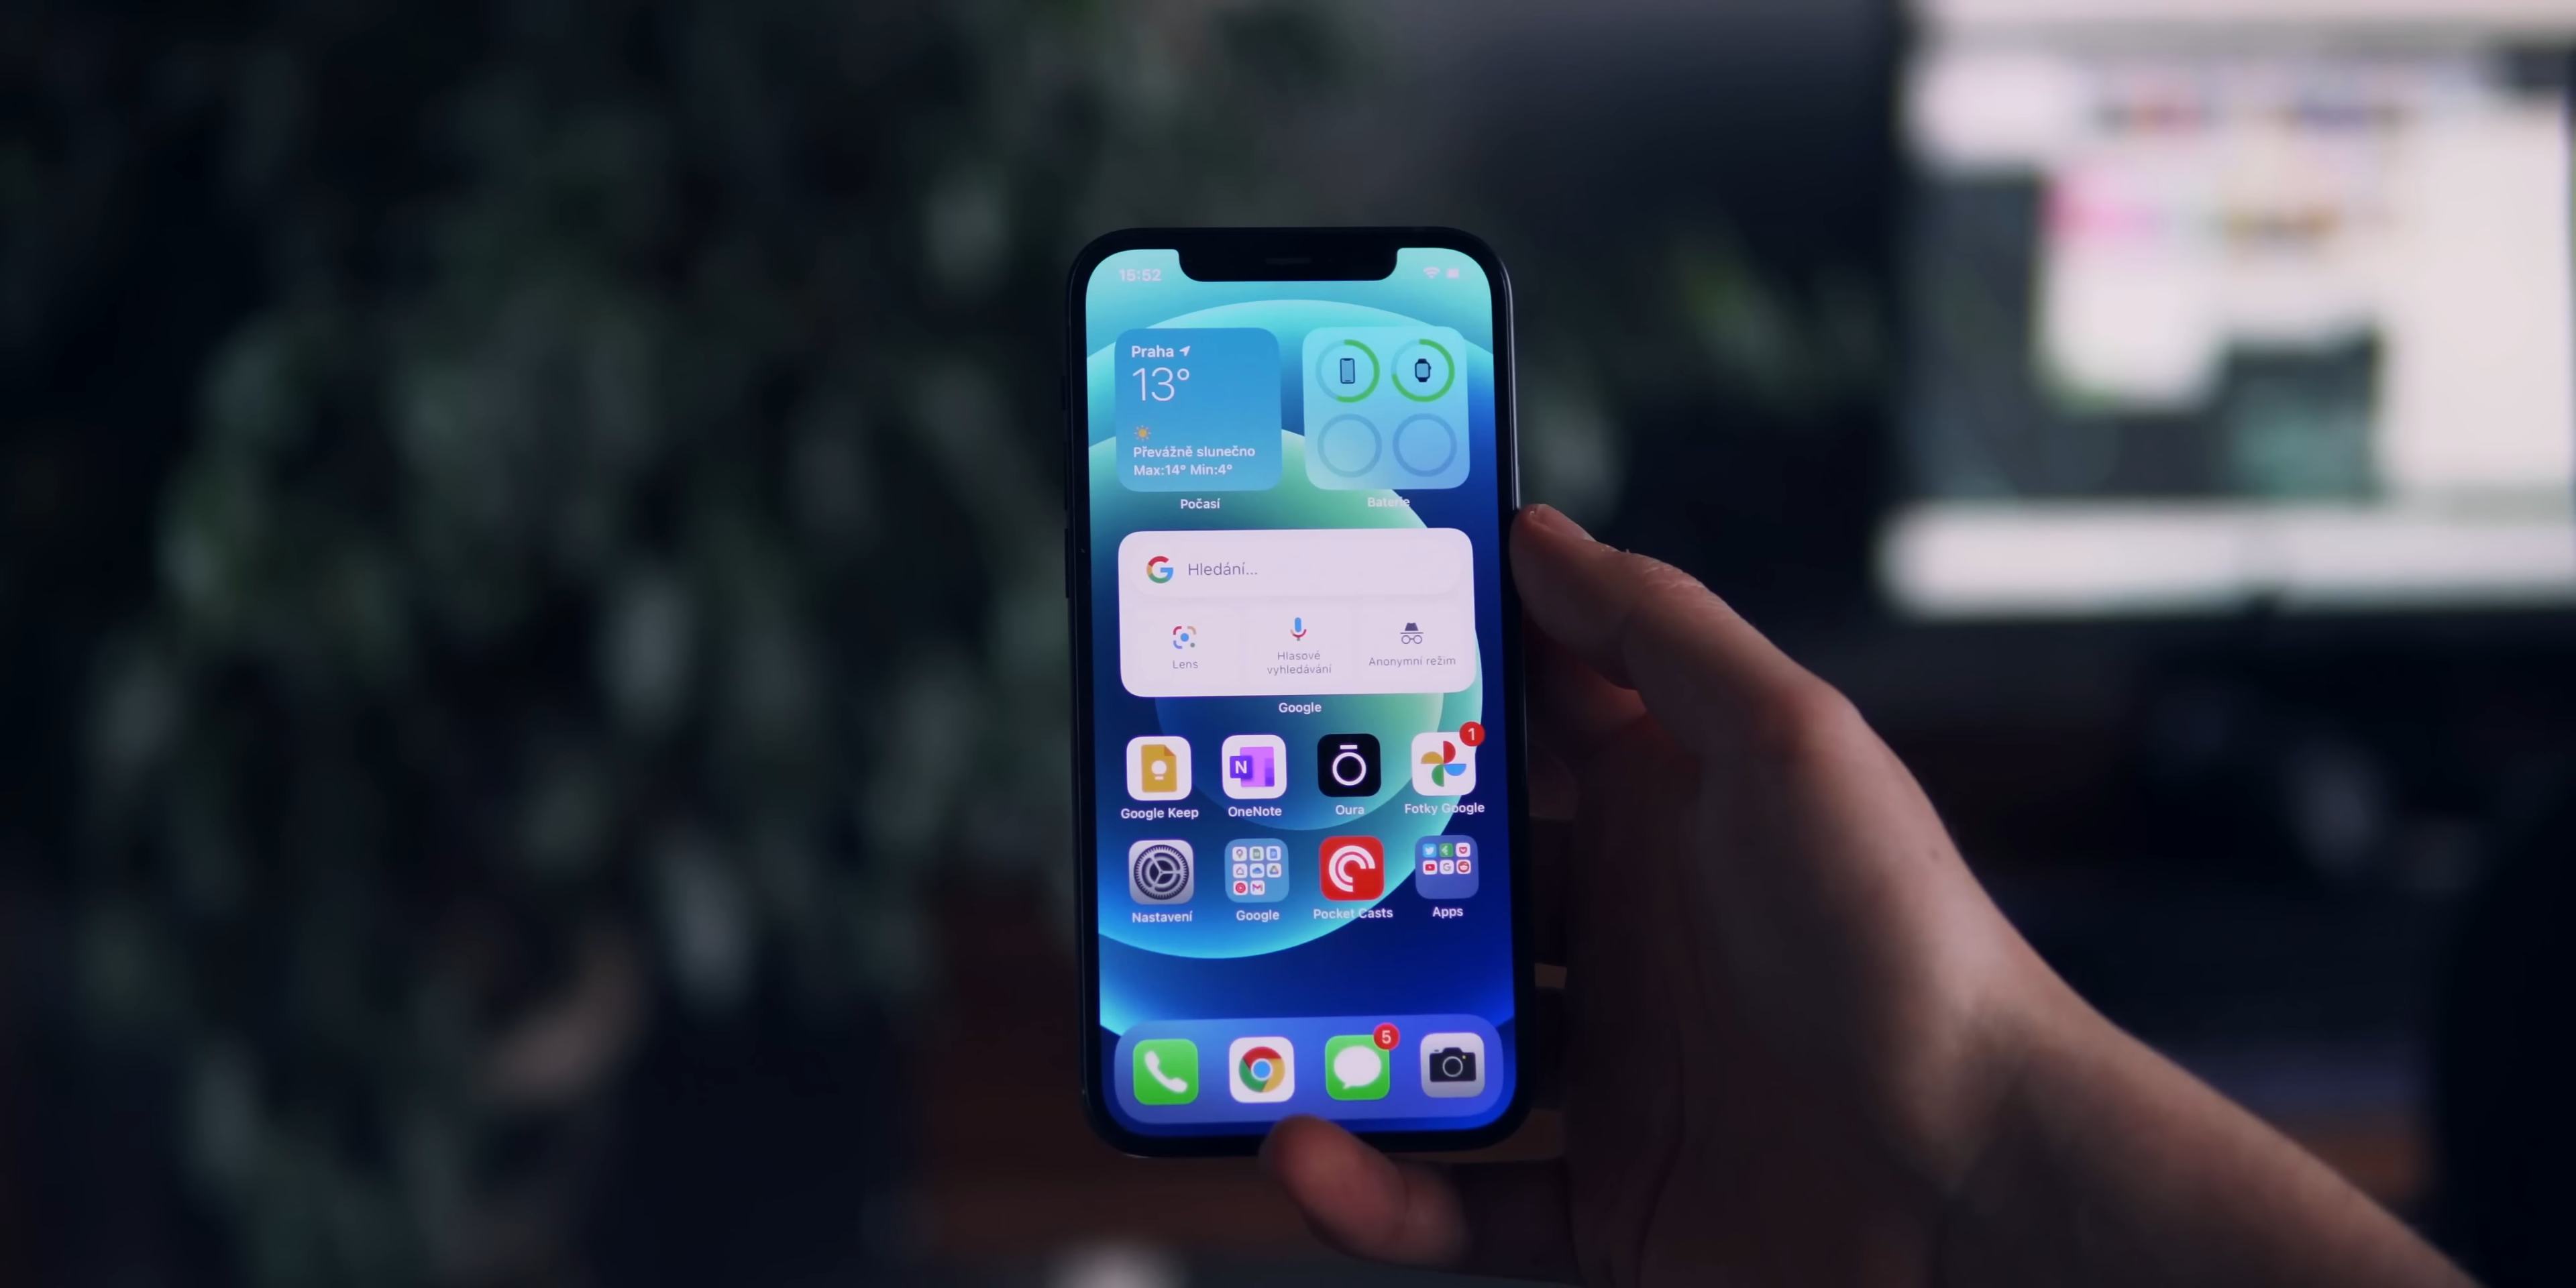 15:52
Praha
13°
Převážně slunečno
Max:14° Min:4°
Počasí
Baterie
Hledání...
Lens
Hlasové
vyhledávání
Anonymní režim
Google
1
Google Keep
N
OneNote
Oura
Fotky Google
Nastavení
Google
Pocket Casts
Apps
5